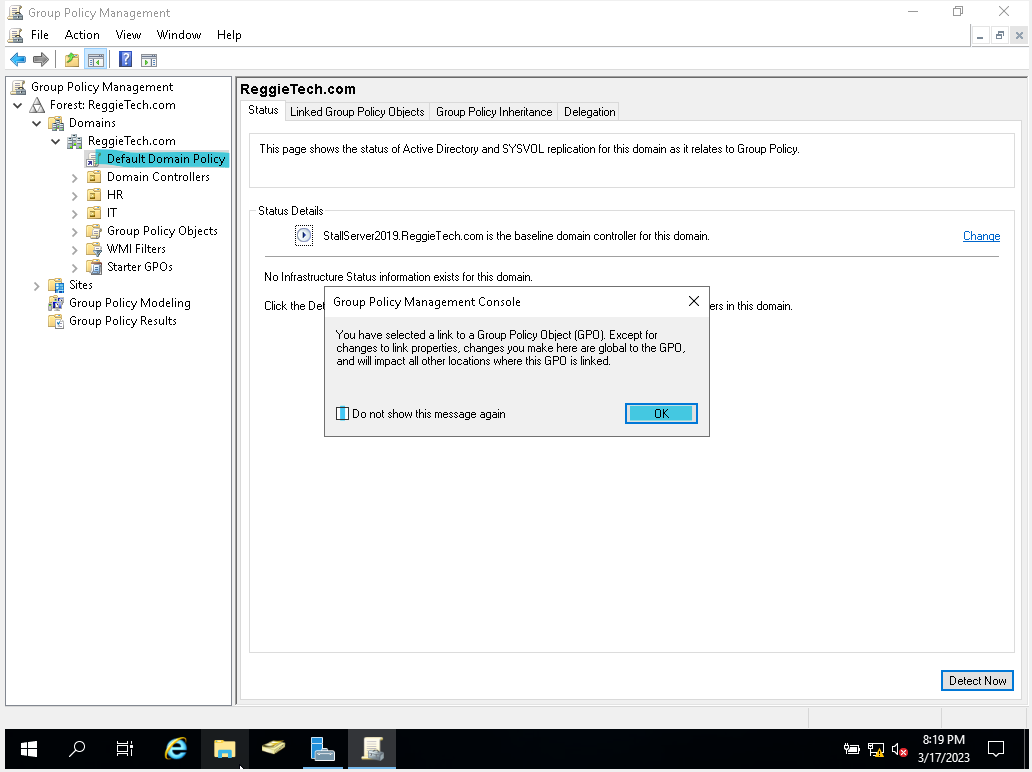 Group Policy Management
File Action View Window Help
Group Policy Management
Forest: ReggieTech.com
Domains
ReggieTech.com
Default Domain Policy
Domain Controllers
HR
IT
Group Policy Objects
WMI Filters
Starter GPOs
Sites
Group Policy Modeling
Group Policy Results
ReggieTech.com
Status Linked Group Policy Objects Group Policy Inheritance Delegation
This page shows the status of Active Directory and SYSVOL replication for this domain as it relates to Group Policy.
Status Details
StallServer2019.ReggieTech.com is the baseline domain controller for this domain. Change
No Infrastructure Status information exists for this domain.
Click the in this domain.
Group Policy Management Console
You have selected a link to a Group Policy Object (GPO). Except for
changes to link properties, changes you make here are global to the GPO,
and will impact all other locations where this GPO is linked.
Do not show this message again OK
Detect Now
8:19 PM
3/17/2023